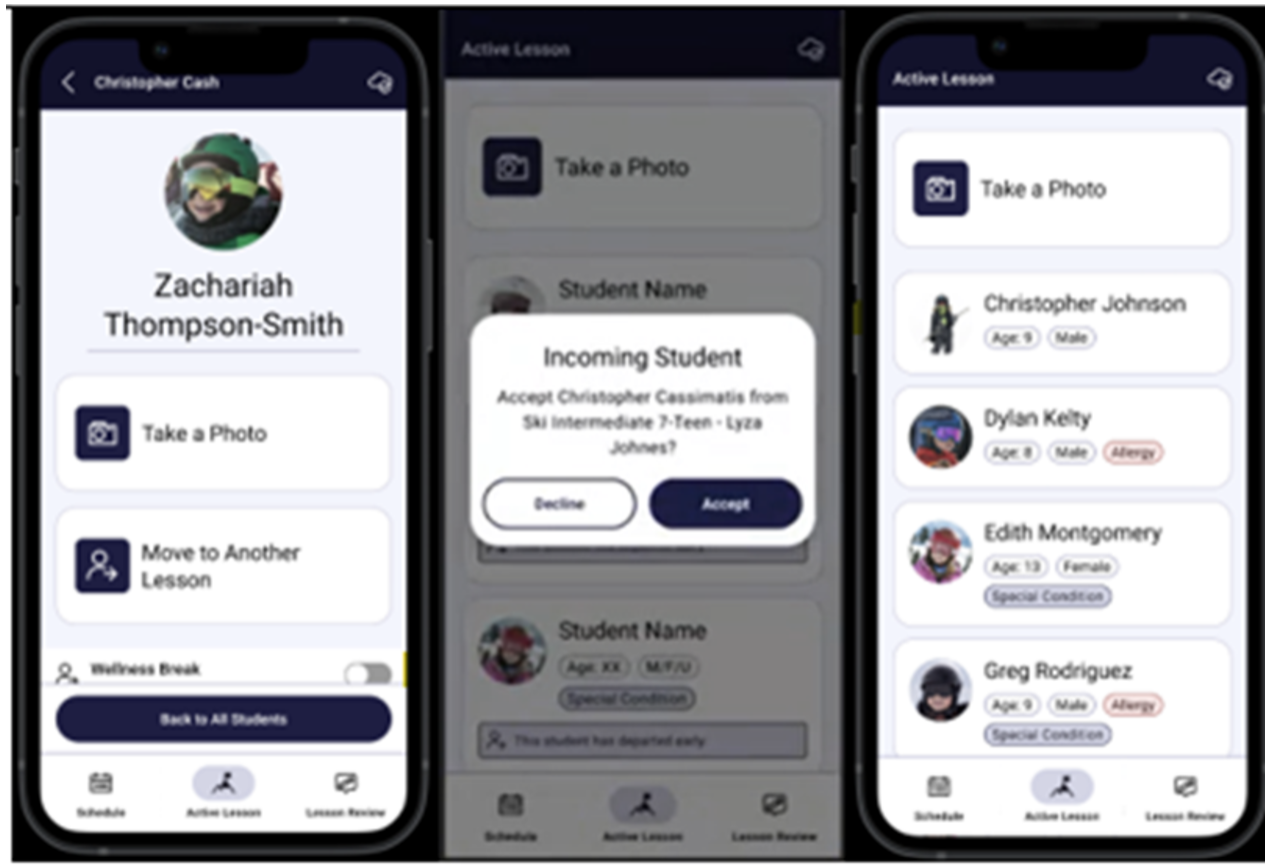 Christopher Cash
Zachariah
Thompson-Smith
Take a Photo
Move to Another
Lesson
Wellness Break
Back to All Students
Schedule
Active Lesson
Lesson Review
Active Lesson
Take a Photo
Student Name
Incoming Student
Accept Christopher Cassimatis from
Ski Intermediate 7-Teen - Lyza
Johnes?
Decline
Accept
Student Name
Age: XX
M/F/U
Special Condition
This student has departed early.
Schedule
Active Lesson
Lesson Review
Active Lesson
Take a Photo
Christopher Johnson
Age: 9
Male
Dylan Kelty
Age: 8
Male
Allergy
Edith Montgomery
Age: 13
Female
Special Condition
Greg Rodriguez
Age: 9
Male
Allergy
Special Condition
Schedule
Active Lesson
Lesson Review